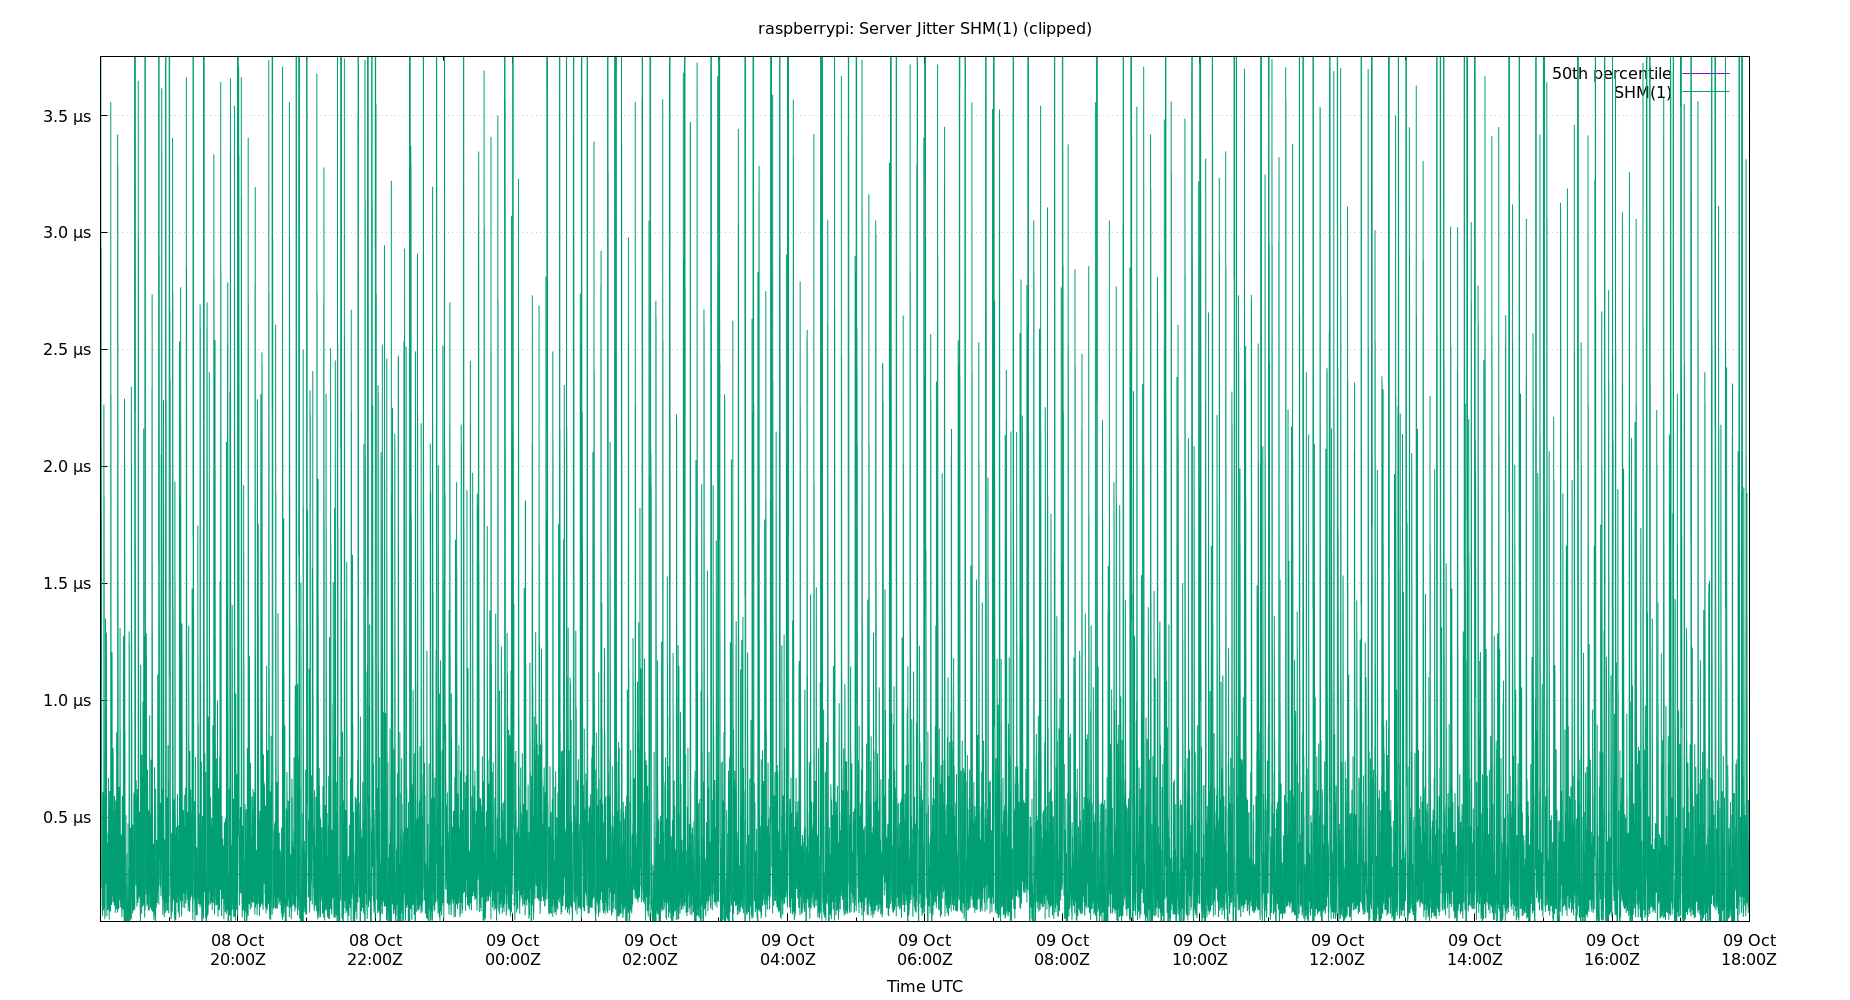 raspberrypi: Server Jitter SHM(1) (clipped)
50th percentile
SHM(1)
3.5 µs
3.0 µs
2.5 µs
2.0 µs
1.5 µs
1.0 µs
0.5 µs
08 Oct 08 Oct 09 Oct 09 Oct 09 Oct 09 Oct 09 Oct 09 Oct 09 Oct 09 Oct 09 Oct 09 Oct
20:00Z 22:00Z 00:00Z 02:00Z 04:00Z 06:00Z 08:00Z 10:00Z 12:00Z 14:00Z 16:00Z 18:00Z
Time UTC